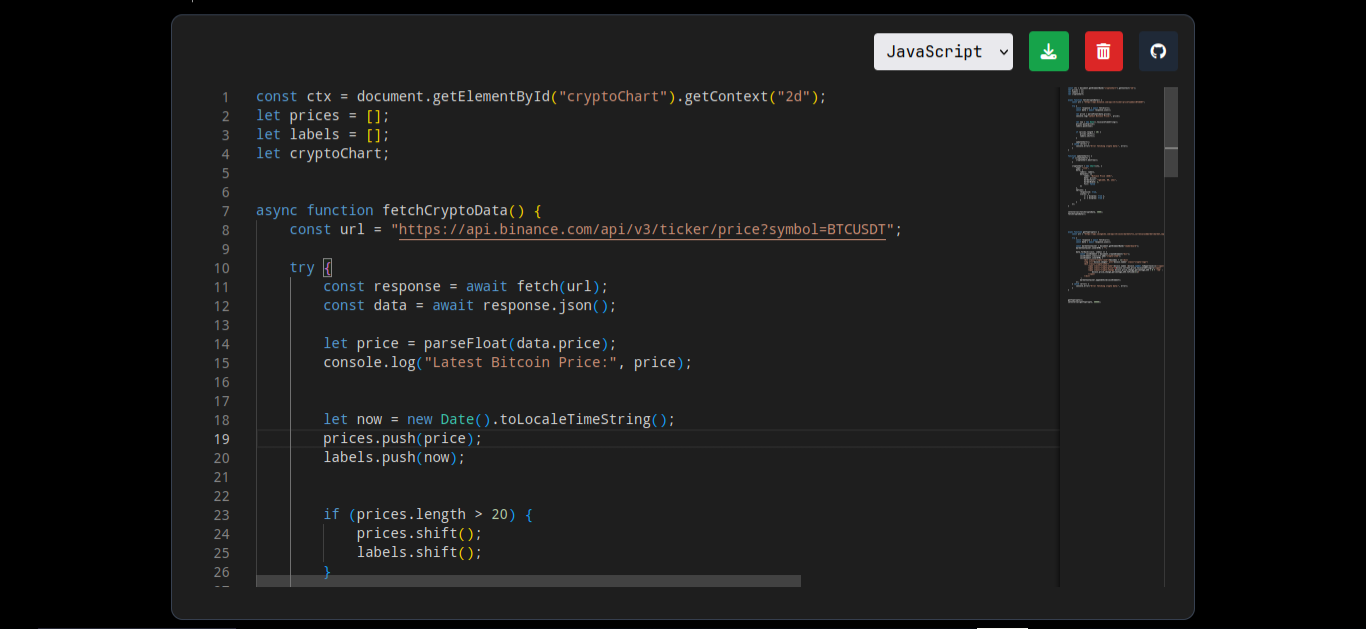 JavaScript
1 const ctx = document.getElementById("cryptoChart").getContext("2d");
2 let prices = [];
3 let labels = [];
4 let cryptoChart;
5
6
7 async function fetchCryptoData() {
8 const url = "https://api.binance.com/api/v3/ticker/price?symbol=BTCUSDT";
9
10 try {
11 const response = await fetch(url);
12 const data = await response.json();
13
14 let price = parseFloat(data.price);
15 console.log("Latest Bitcoin Price:", price);
16
17
18 let now = new Date().toLocaleTimeString();
19 prices.push(price);
20 labels.push(now);
21
22
23 if (prices.length > 20) {
24 prices.shift();
25 labels.shift();
26 }